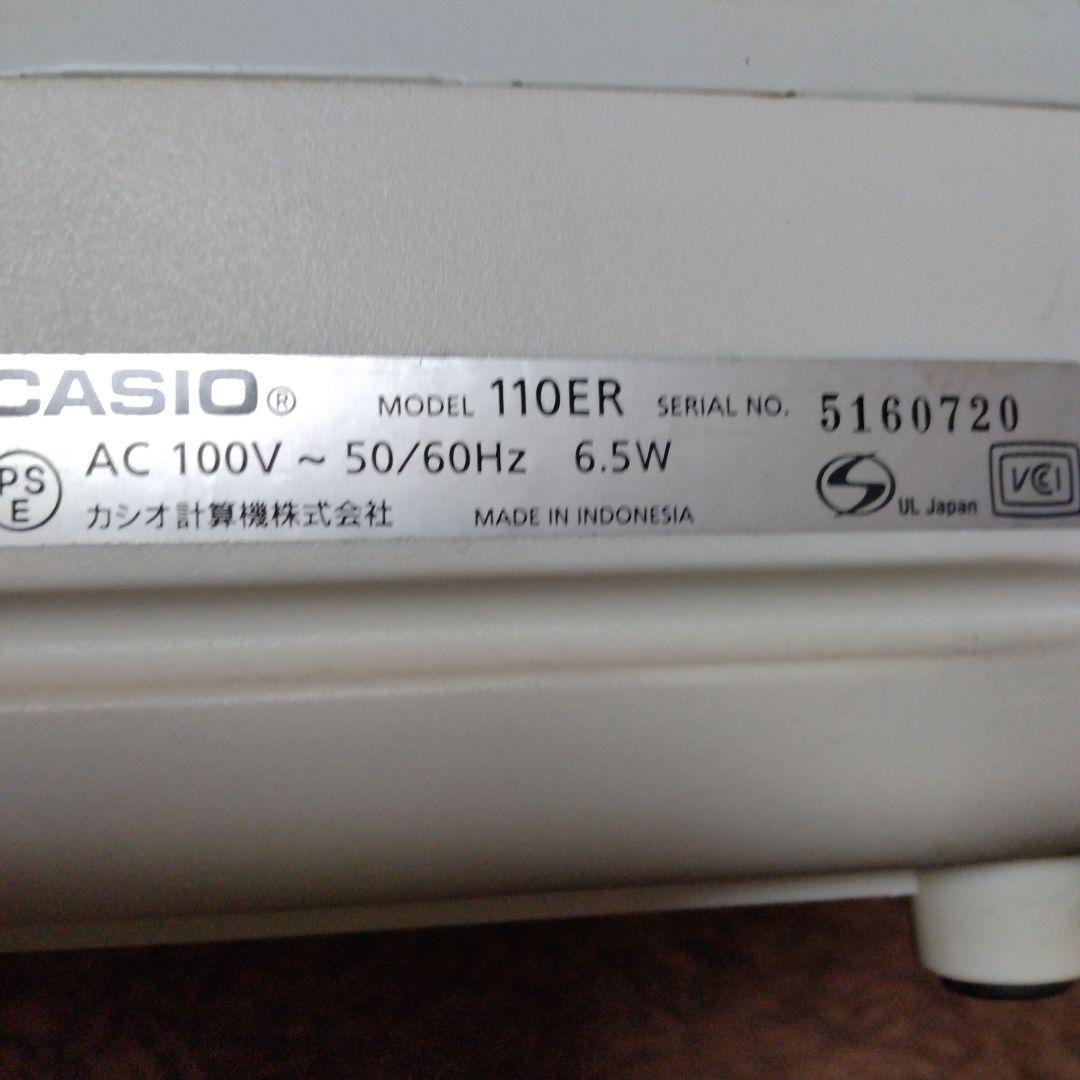 CASIO® MODEL 110ER SERIAL NO. 5160720
PS E AC 100V ~ 50/60Hz 6.5W
カシオ計算機株式会社 MADE IN INDONESIA S UL Japan VCI